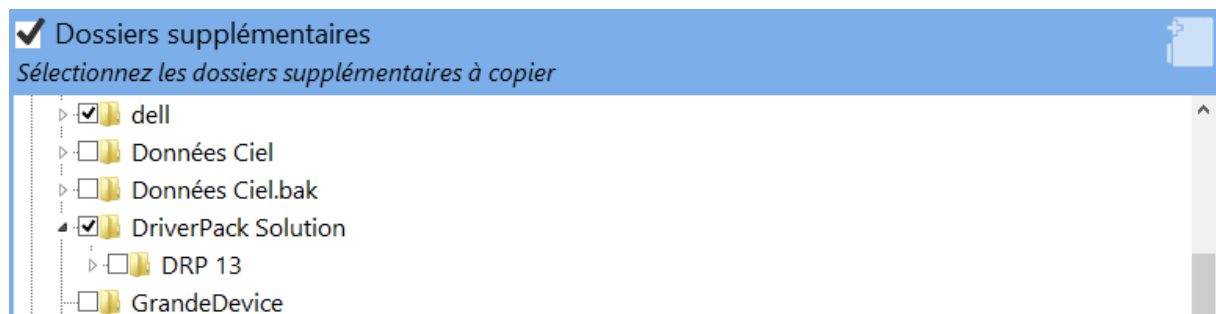 Dossiers supplémentaires
Sélectionnez les dossiers supplémentaires à copier
dell
Données Ciel
Données Ciel.bak
DriverPack Solution
DRP 13
GrandeDevice